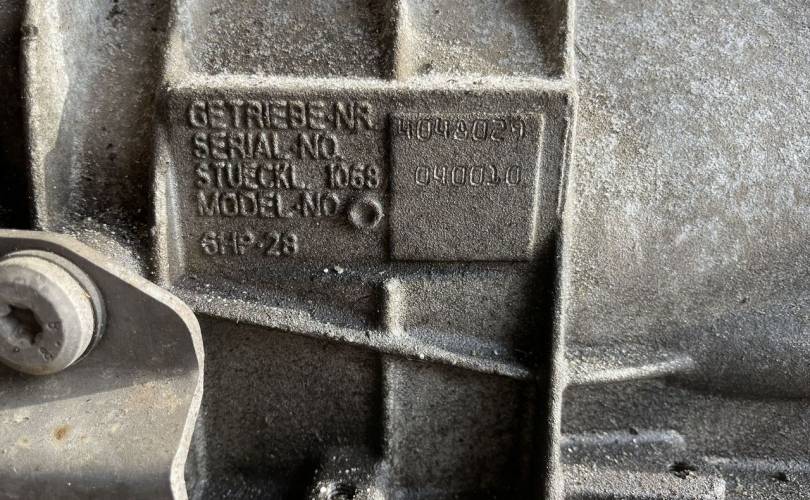 GETRIEBE-NR. 4048029
SERIAL-NO.
STUECKL. 1068 040010
MODEL-NO
6HP-28